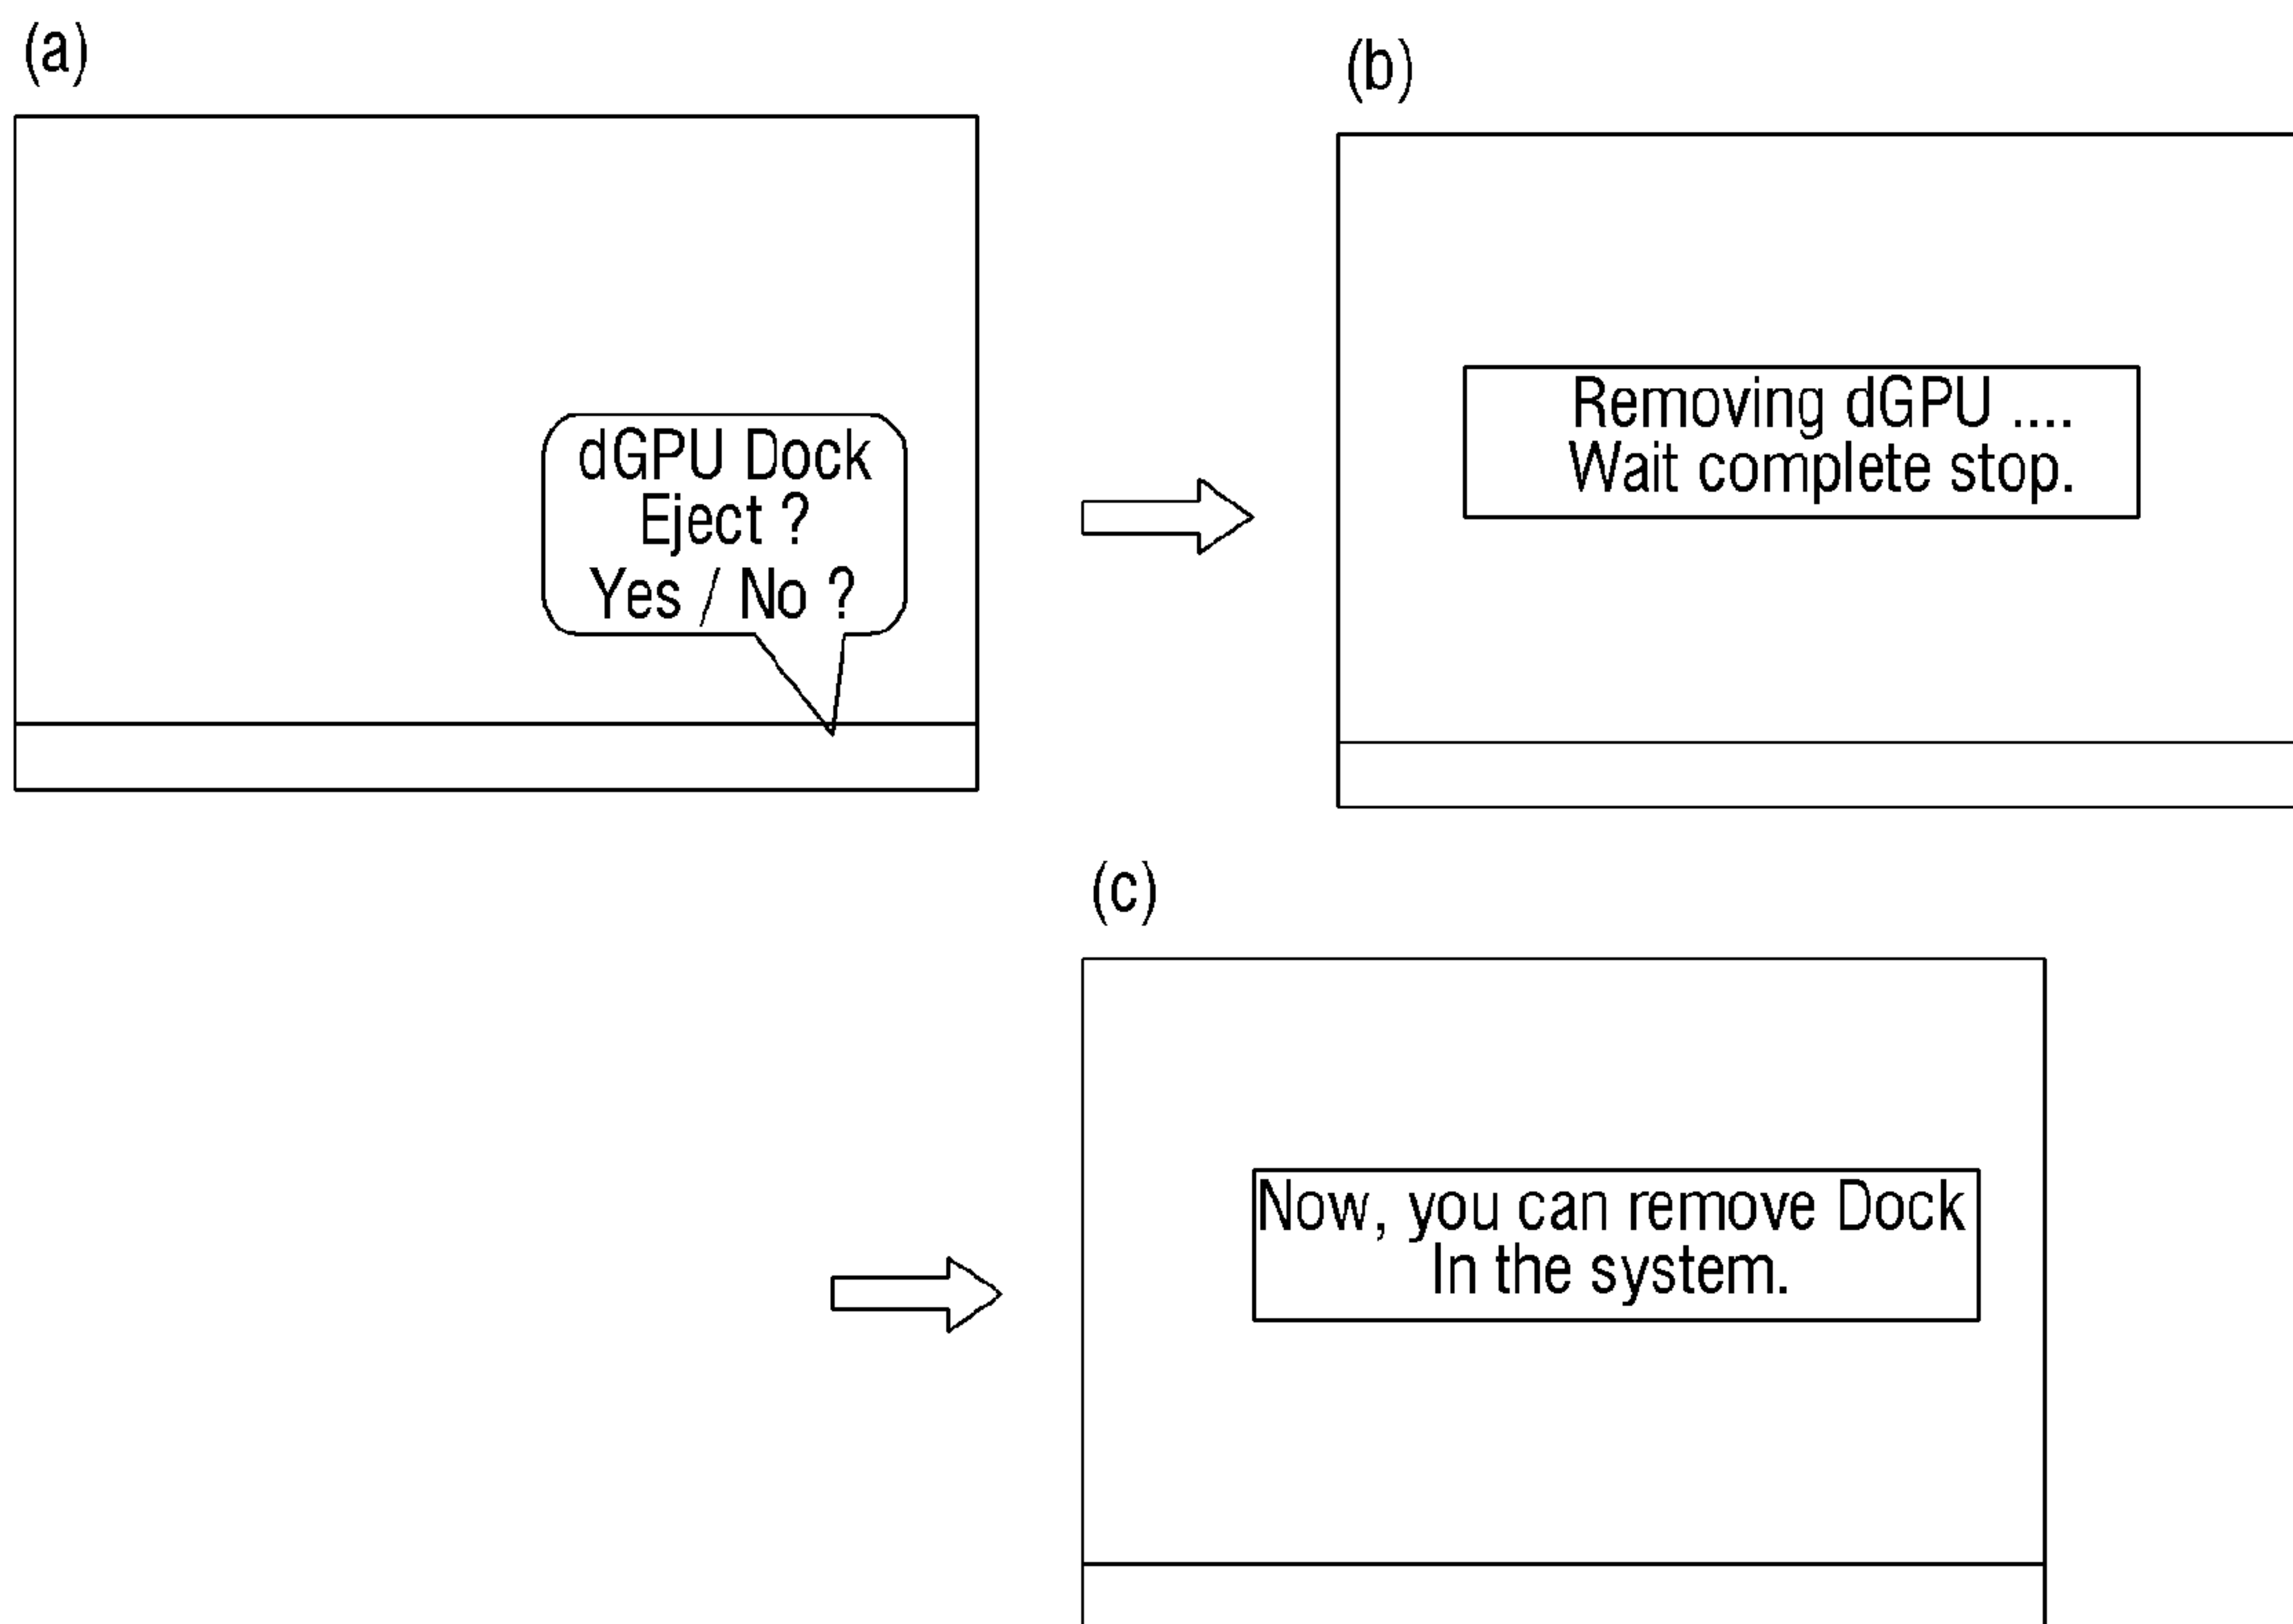 (a)
dGPU Dock
Eject ?
Yes / No ?
(b)
Removing dGPU ....
Wait complete stop.
(c)
Now, you can remove Dock
In the system.